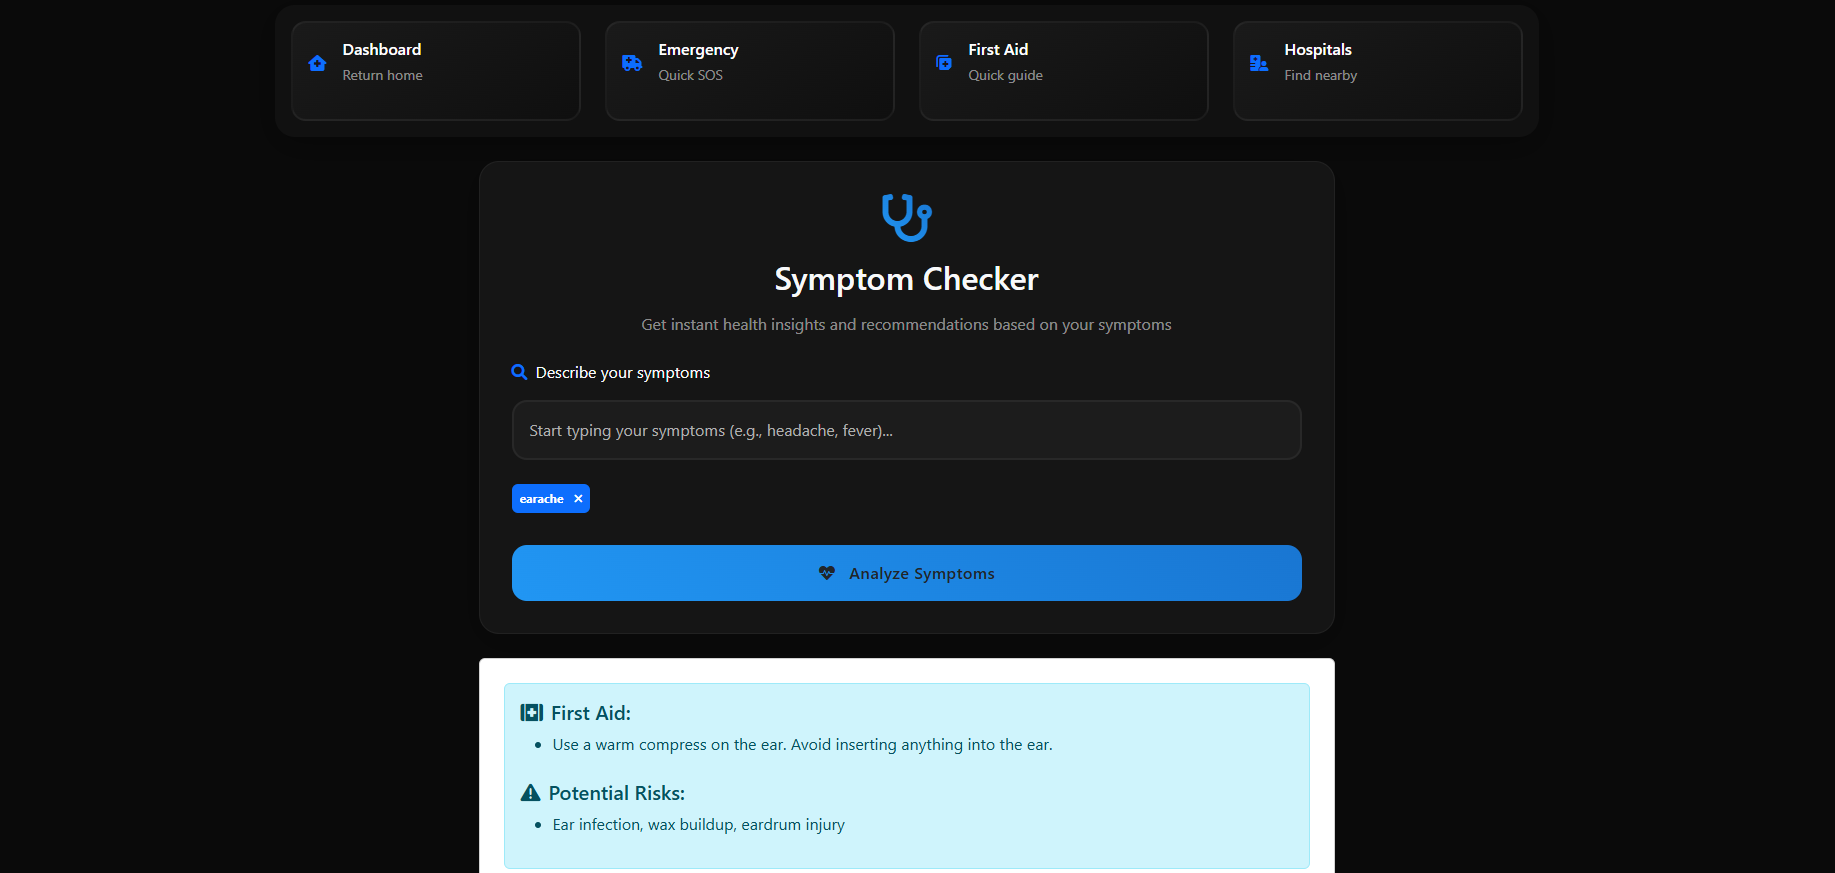 Dashboard
Return home
Emergency
Quick SOS
First Aid
Quick guide
Hospitals
Find nearby
Symptom Checker
Get instant health insights and recommendations based on your symptoms
Describe your symptoms
Start typing your symptoms (e.g., headache, fever)...
earache ×
Analyze Symptoms
First Aid:
• Use a warm compress on the ear. Avoid inserting anything into the ear.
Potential Risks:
• Ear infection, wax buildup, eardrum injury